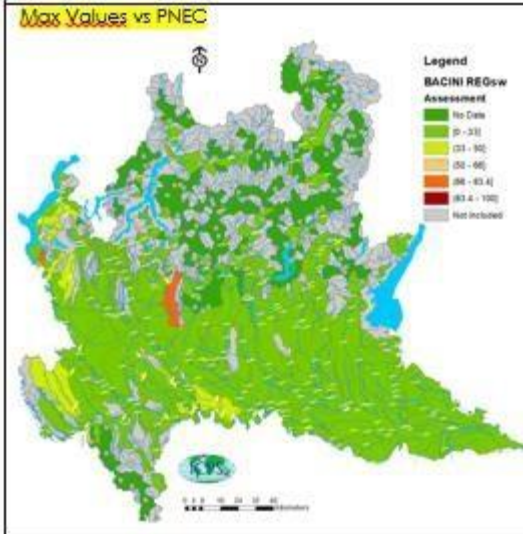 Max Values vs PNEC
N
Legend
BACINI REGsw
Assessment
No Data
[0 - 33]
(33 - 50]
(50 - 66]
(66 - 83.4]
(83.4 - 100]
Not included